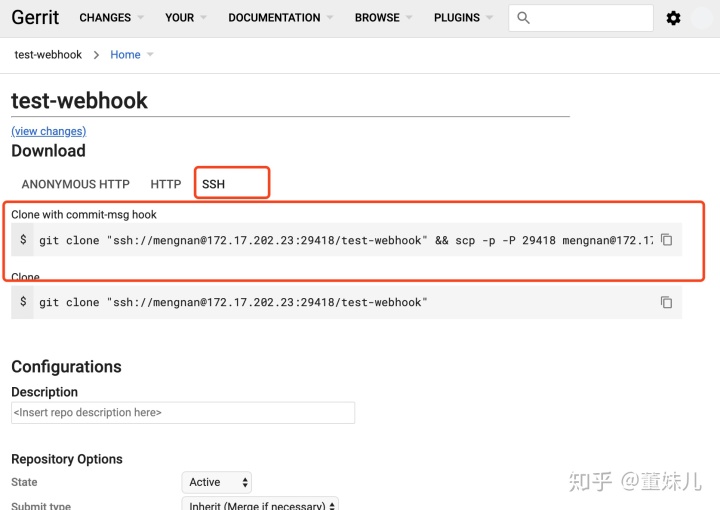 Gerrit CHANGES YOUR DOCUMENTATION BROWSE PLUGINS
test-webhook > Home
test-webhook
(view changes)
Download
ANONYMOUS HTTP HTTP SSH
Clone with commit-msg hook
$ git clone "ssh://mengnan@172.17.202.23:29418/test-webhook" && scp -p -P 29418 mengnan@172.17
Clone
$ git clone "ssh://mengnan@172.17.202.23:29418/test-webhook"
Configurations
Description
<Insert repo description here>
Repository Options
State Active
Submit type Inherit (Merge if necessary)
知乎 @董妹儿